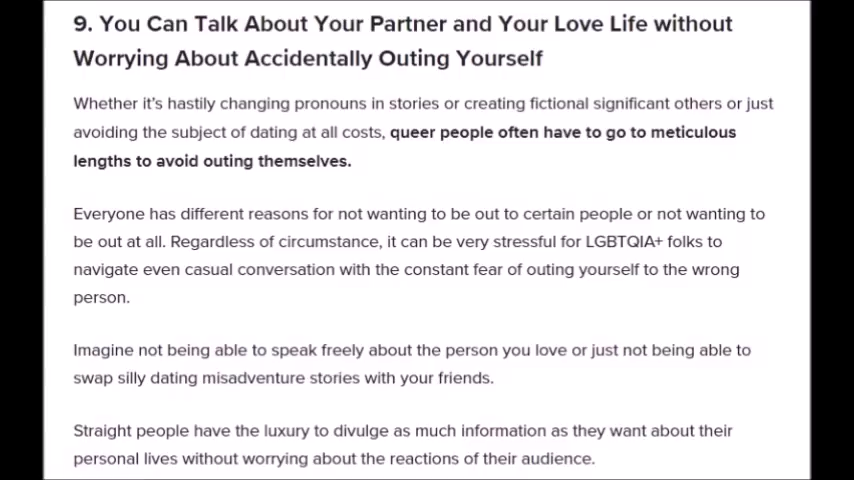 9. You Can Talk About Your Partner and Your Love Life without
Worrying About Accidentally Outing Yourself
Whether it's hastily changing pronouns in stories or creating fictional significant others or just
avoiding the subject of dating at all costs, queer people often have to go to meticulous
lengths to avoid outing themselves.
Everyone has different reasons for not wanting to be out to certain people or not wanting to
be out at all. Regardless of circumstance, it can be very stressful for LGBTQIA+ folks to
navigate even casual conversation with the constant fear of outing yourself to the wrong
person.
Imagine not being able to speak freely about the person you love or just not being able to
swap silly dating misadventure stories with your friends.
Straight people have the luxury to divulge as much information as they want about their
personal lives without worrying about the reactions of their audience.